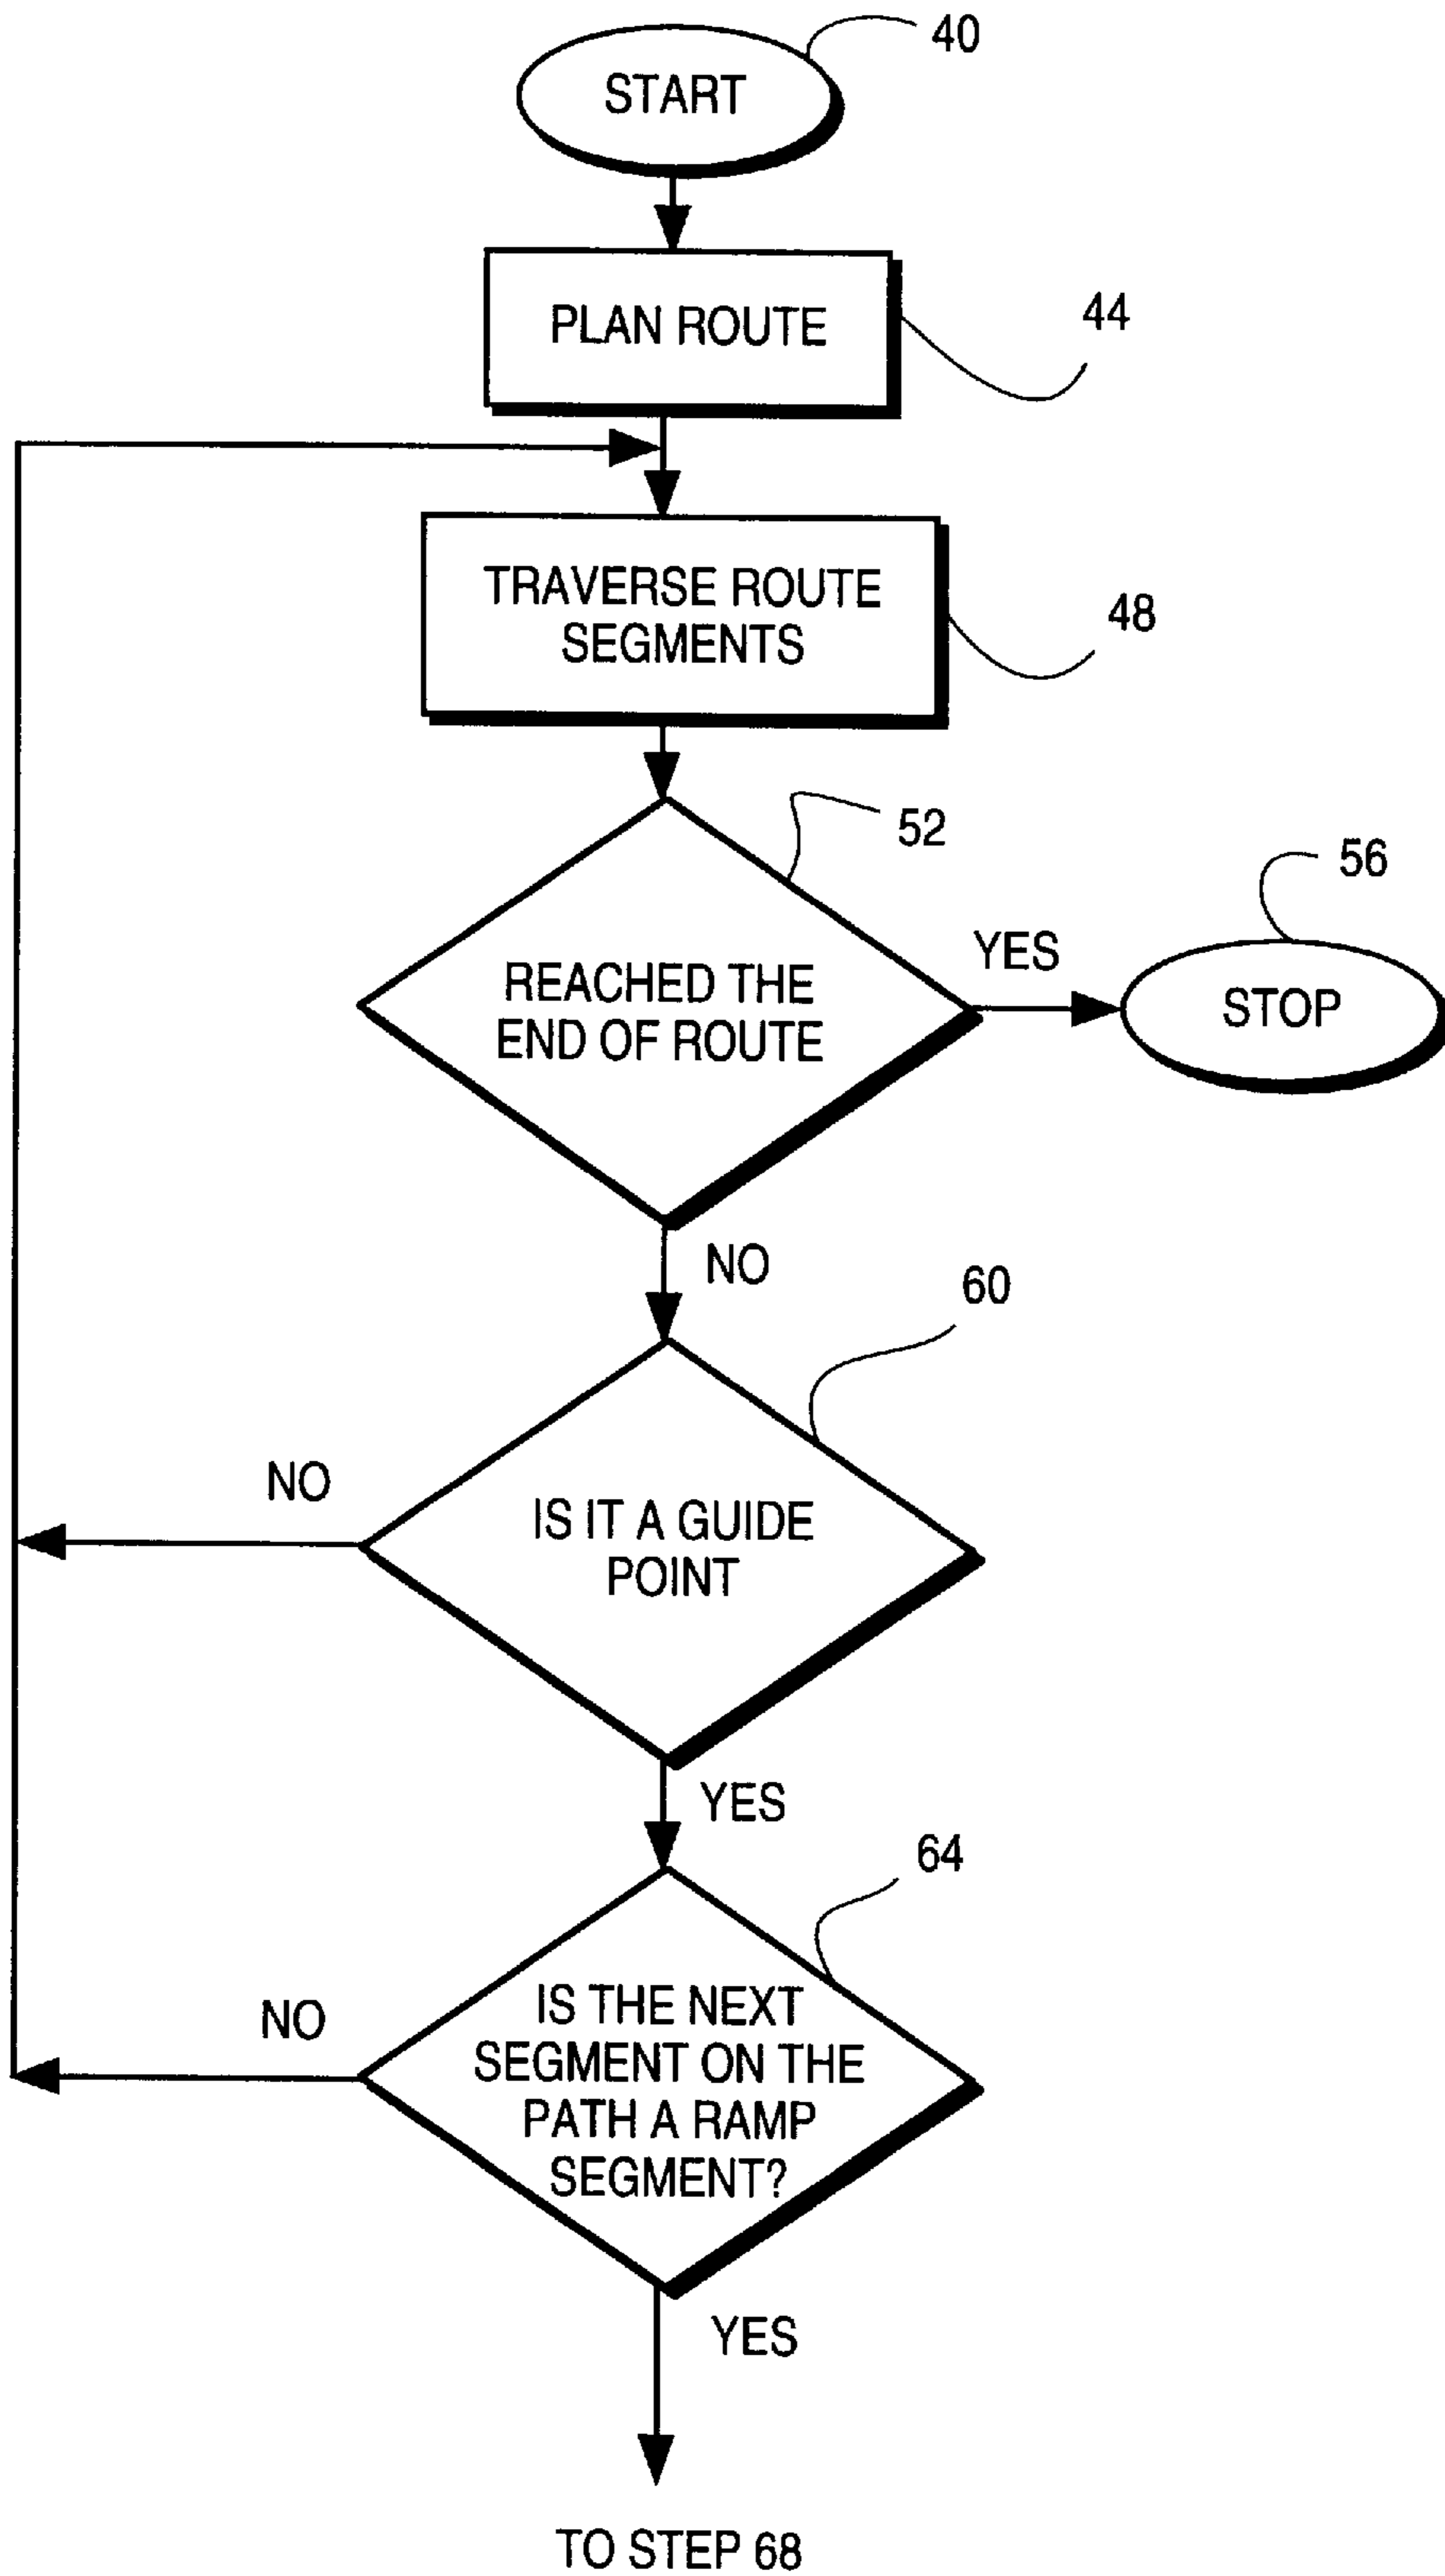 40
START
PLAN ROUTE
44
TRAVERSE ROUTE
SEGMENTS
48
52
56
YES
REACHED THE
END OF ROUTE
STOP
NO
60
NO
IS IT A GUIDE
POINT
YES
64
NO
IS THE NEXT
SEGMENT ON THE
PATH A RAMP
SEGMENT?
YES
TO STEP 68